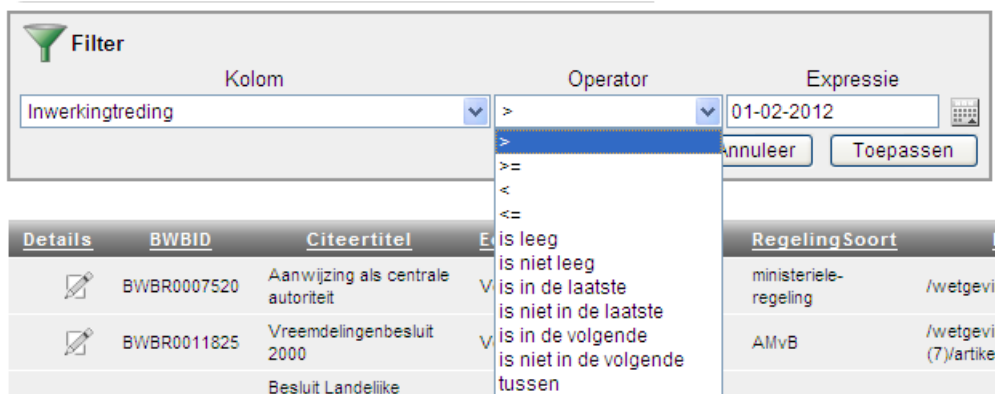 Filter
Kolom Operator Expressie
Inwerkingtreding > 01-02-2012
>
>=
<
<=
is leeg
is niet leeg
is in de laatste
is niet in de laatste
is in de volgende
is niet in de volgende
tussen
Toepassen
Details BWBID Citeertitel RegelingSoort
BWBR0007520 Aanwijzing als centrale autoriteit ministeriele-regeling /wetgevi
BWBR0011825 Vreemdelingenbesluit 2000 AMvB /wetgevi (7)/artike
Besluit Landelijke